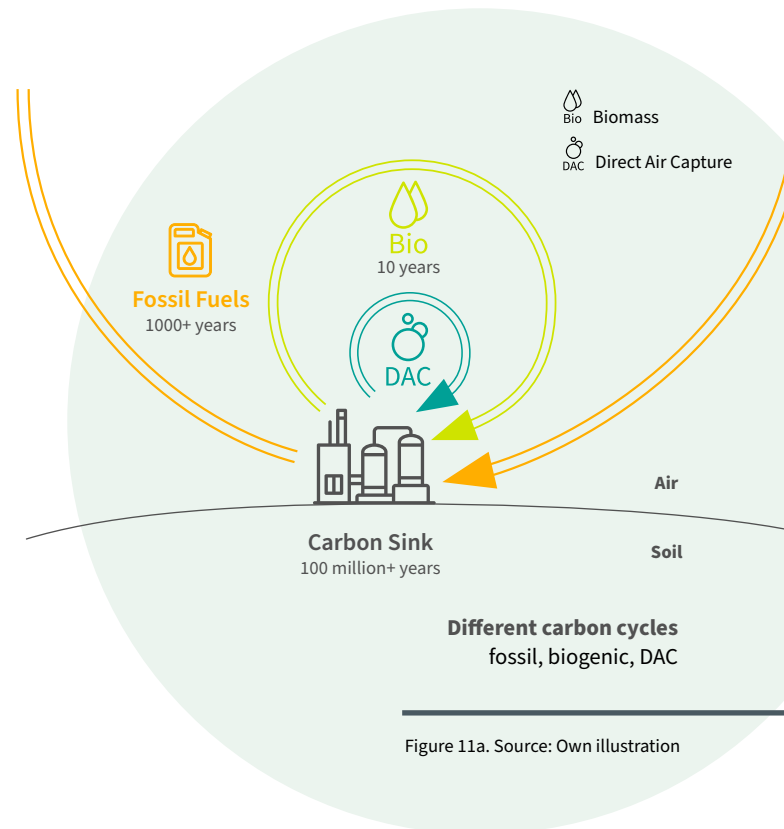 Bio Biomass
DAC Direct Air Capture
Bio
10 years
Fossil Fuels
1000+ years
DAC
Air
Carbon Sink
100 million+ years
Soil
Different carbon cycles
fossil, biogenic, DAC
Figure 11a. Source: Own illustration